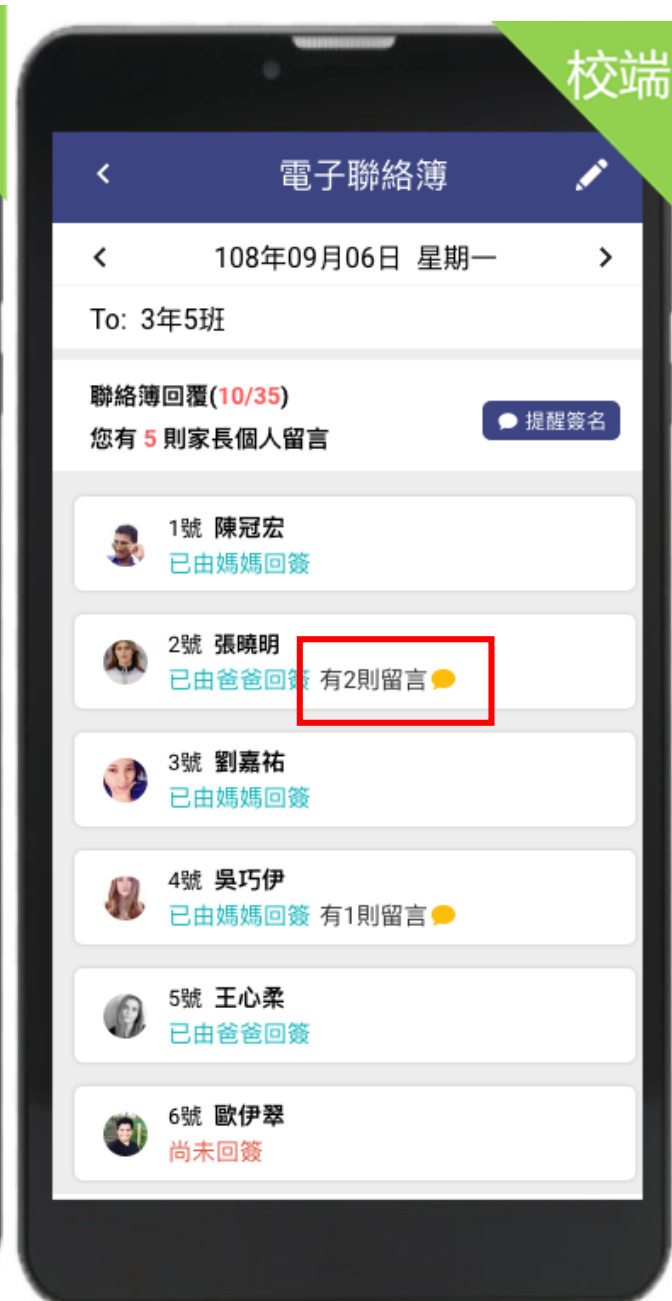 校端
電子聯絡簿
108年09月06日 星期一
To: 3年5班
聯絡簿回覆(10/35)
您有 5 則家長個人留言
提醒簽名
1號 陳冠宏
已由媽媽回簽
2號 張曉明
已由爸爸回簽 有2則留言
3號 劉嘉祐
已由媽媽回簽
4號 吳巧伊
已由媽媽回簽 有1則留言
5號 王心柔
已由爸爸回簽
6號 歐伊翠
尚未回簽